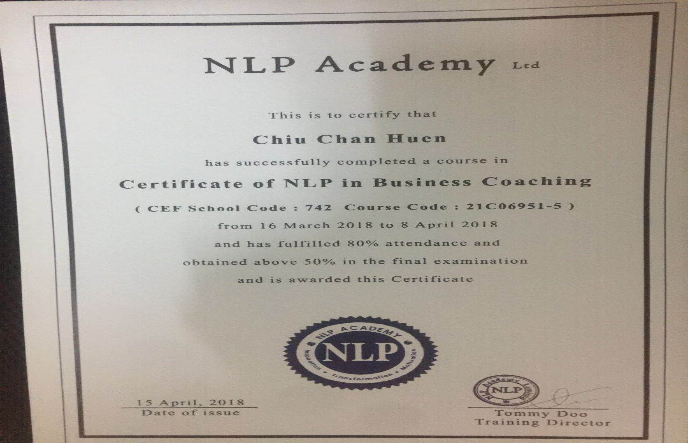 NLP Academy Ltd
This is to certify that
Chiu Chan Huen
has successfully completed a course in
Certificate of NLP in Business Coaching
( CEF School Code : 742 Course Code : 21C06951-5 )
from 16 March 2018 to 8 April 2018
and has fulfilled 80% attendance and
obtained above 50% in the final examination
and is awarded this Certificate
NLP ACADEMY
NLP
Transformation
NLP
15 April, 2018
Date of issue
Tommy Doo
Training Director